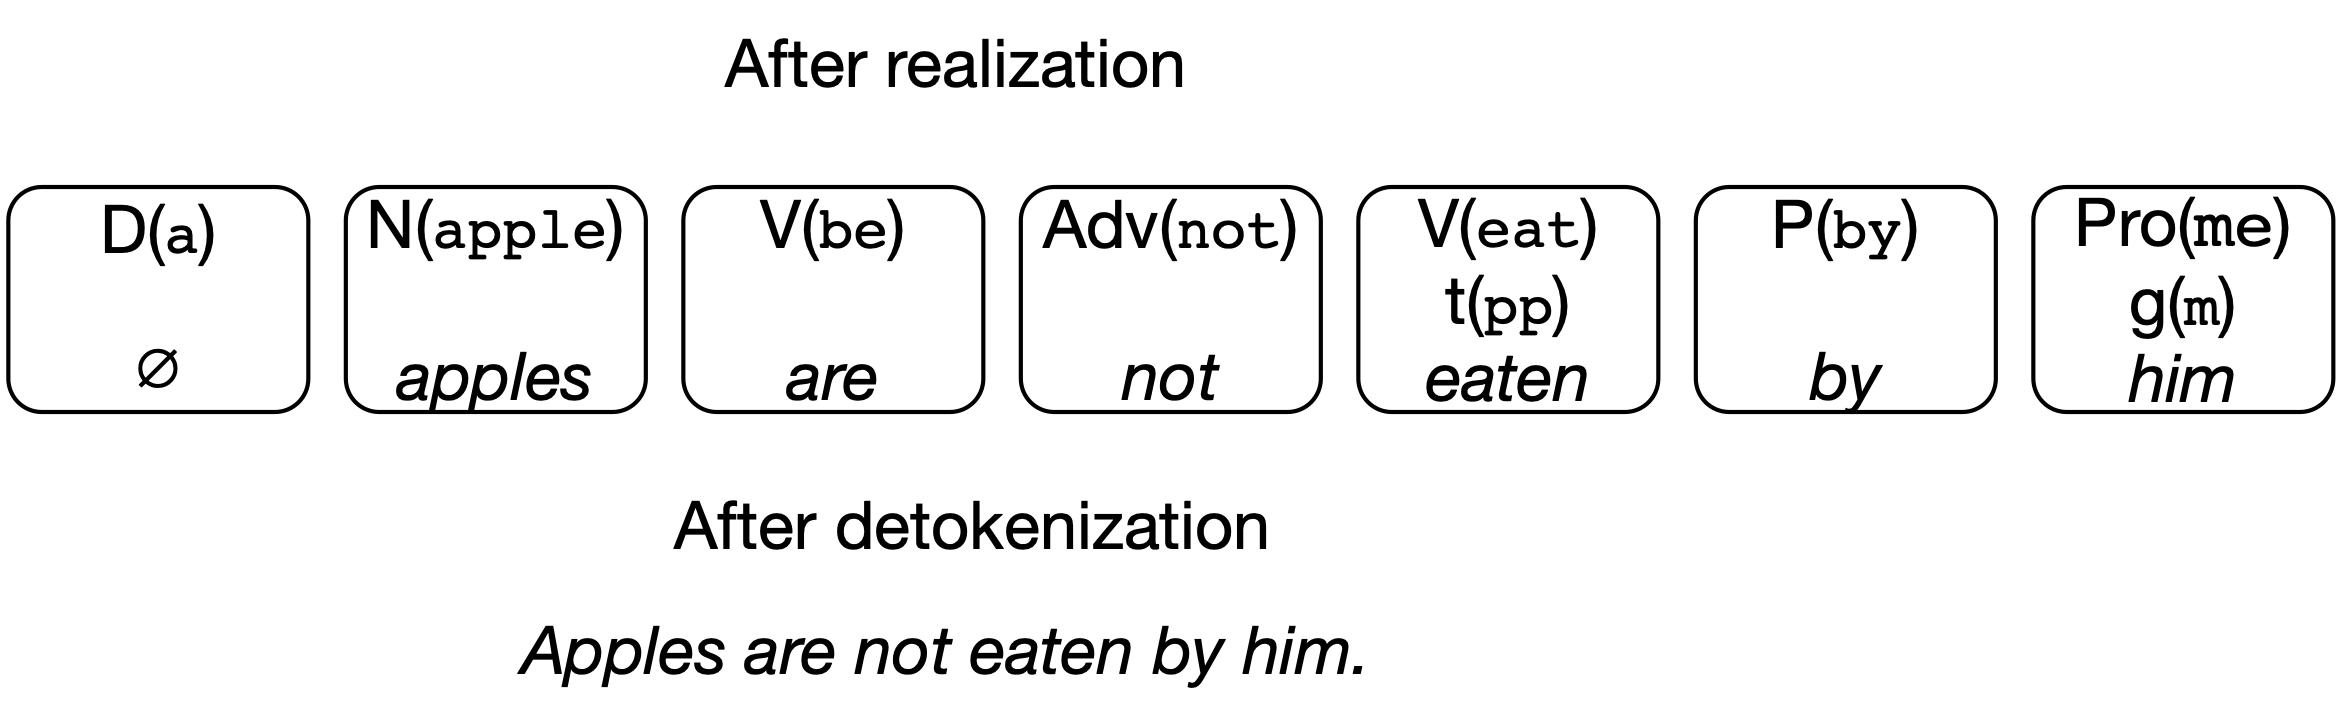 After realization
D(a) N(apple) V(be) Adv(not) V(eat) P(by) Pro(me)
t(pp) g(m)
∅ apples are not eaten by him
After detokenization
Apples are not eaten by him.